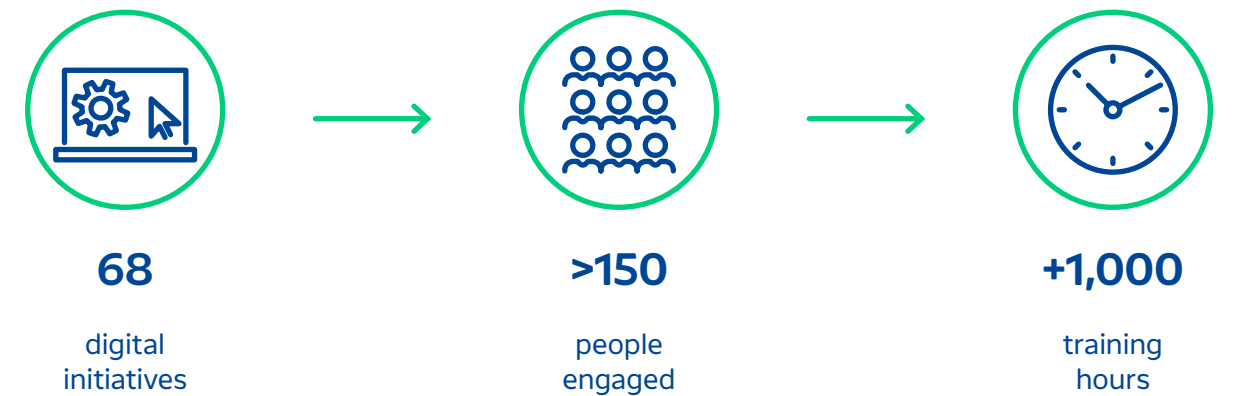 68
digital
initiatives
>150
people
engaged
+1,000
training
hours